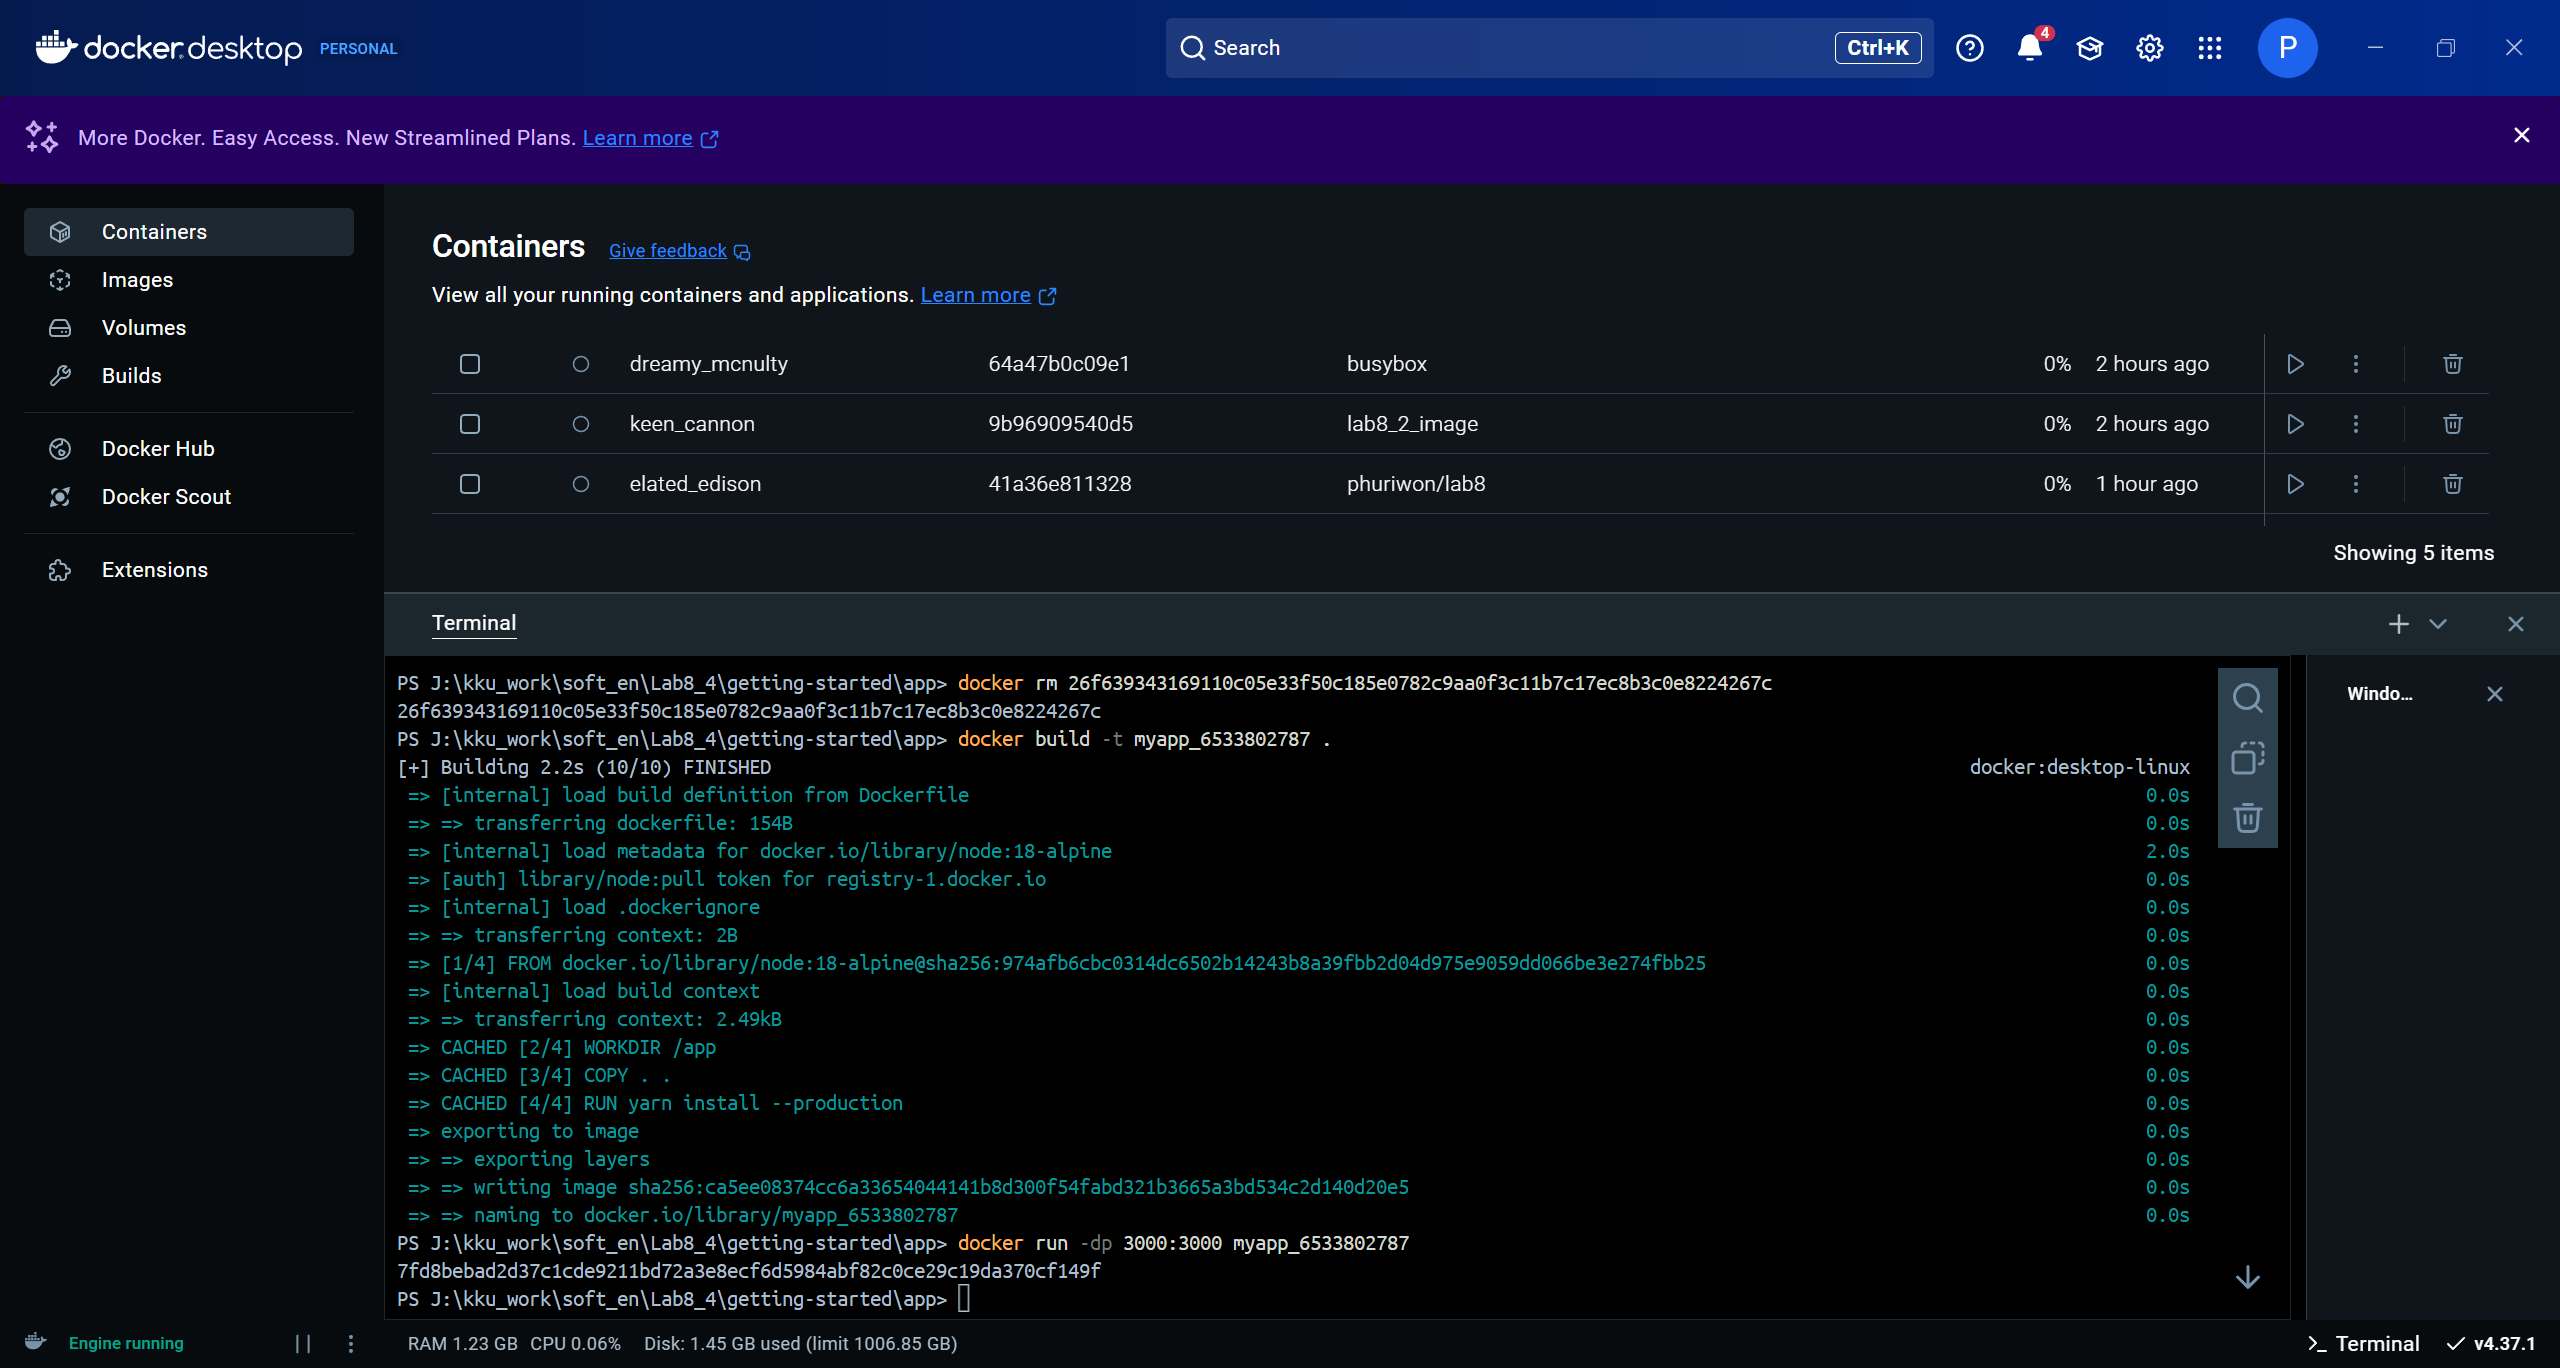 docker desktop PERSONAL
Search Ctrl+K 4 P
More Docker. Easy Access. New Streamlined Plans. Learn more
Containers
Images
Volumes
Builds
Docker Hub
Docker Scout
Extensions
Containers Give feedback
View all your running containers and applications. Learn more
dreamy_mcnulty 64a47b0c09e1 busybox 0% 2 hours ago
keen_cannon 9b96909540d5 lab8_2_image 0% 2 hours ago
elated_edison 41a36e811328 phuriwon/lab8 0% 1 hour ago
Showing 5 items
Terminal
Windo...
PS J:\kku_work\soft_en\Lab8_4\getting-started\app> docker rm 26f639343169110c05e33f50c185e0782c9aa0f3c11b7c17ec8b3c0e8224267c
26f639343169110c05e33f50c185e0782c9aa0f3c11b7c17ec8b3c0e8224267c
PS J:\kku_work\soft_en\Lab8_4\getting-started\app> docker build -t myapp_6533802787 .
[+] Building 2.2s (10/10) FINISHED docker:desktop-linux
=> [internal] load build definition from Dockerfile 0.0s
=> => transferring dockerfile: 154B 0.0s
=> [internal] load metadata for docker.io/library/node:18-alpine 2.0s
=> [auth] library/node:pull token for registry-1.docker.io 0.0s
=> [internal] load .dockerignore 0.0s
=> => transferring context: 2B 0.0s
=> [1/4] FROM docker.io/library/node:18-alpine@sha256:974afb6cbc0314dc6502b14243b8a39fbb2d04d975e9059dd066be3e274fbb25 0.0s
=> [internal] load build context 0.0s
=> => transferring context: 2.49kB 0.0s
=> CACHED [2/4] WORKDIR /app 0.0s
=> CACHED [3/4] COPY . . 0.0s
=> CACHED [4/4] RUN yarn install --production 0.0s
=> exporting to image 0.0s
=> => exporting layers 0.0s
=> => writing image sha256:ca5ee08374cc6a33654044141b8d300f54fabd321b3665a3bd534c2d140d20e5 0.0s
=> => naming to docker.io/library/myapp_6533802787 0.0s
PS J:\kku_work\soft_en\Lab8_4\getting-started\app> docker run -dp 3000:3000 myapp_6533802787
7fd8bebad2d37c1cde9211bd72a3e8ecf6d5984abf82c0ce29c19da370cf149f
PS J:\kku_work\soft_en\Lab8_4\getting-started\app>
Engine running RAM 1.23 GB CPU 0.06% Disk: 1.45 GB used (limit 1006.85 GB) >_ Terminal v4.37.1